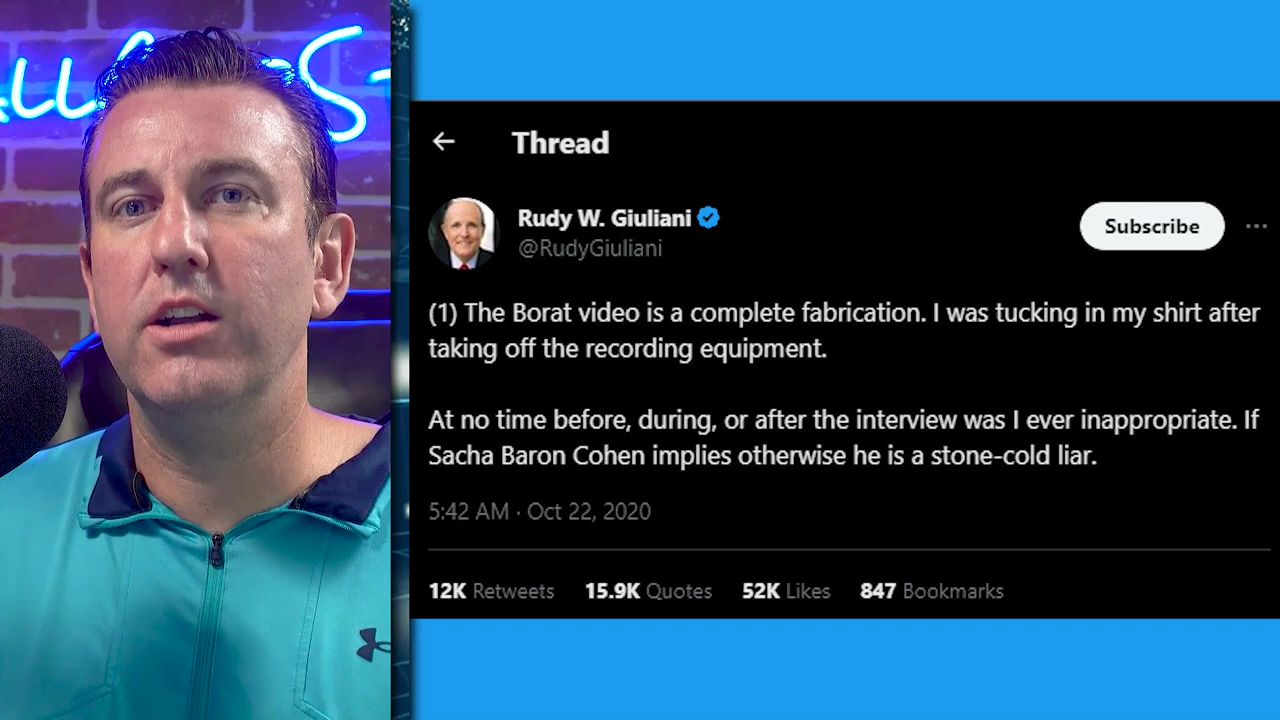 Thread
Rudy W. Giuliani
@RudyGiuliani
Subscribe
(1) The Borat video is a complete fabrication. I was tucking in my shirt after
taking off the recording equipment.
At no time before, during, or after the interview was I ever inappropriate. If
Sacha Baron Cohen implies otherwise he is a stone-cold liar.
5:42 AM · Oct 22, 2020
12K Retweets 15.9K Quotes 52K Likes 847 Bookmarks